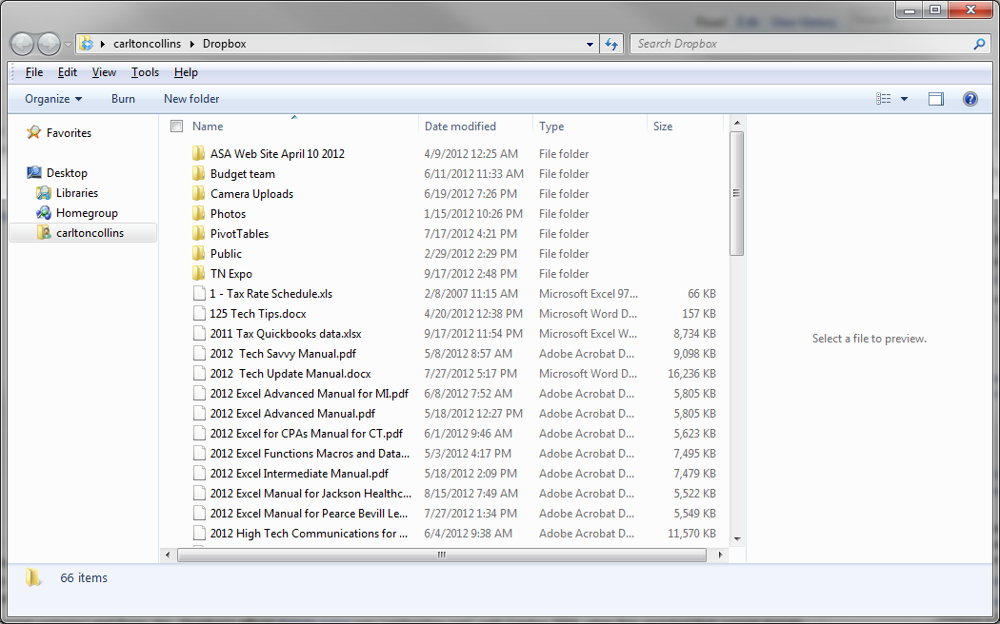 Read Edit View history
carltoncollins Dropbox Search Dropbox
File Edit View Tools Help
Organize Burn New folder
Favorites
Desktop
Libraries
Homegroup
carltoncollins
Name Date modified Type Size
ASA Web Site April 10 2012 4/9/2012 12:25 AM File folder
Budget team 6/11/2012 11:33 AM File folder
Camera Uploads 6/19/2012 7:26 PM File folder
Photos 1/15/2012 10:26 PM File folder
PivotTables 7/17/2012 4:21 PM File folder
Public 2/29/2012 2:29 PM File folder
TN Expo 9/17/2012 2:48 PM File folder
1 - Tax Rate Schedule.xls 2/8/2007 11:15 AM Microsoft Excel 97... 66 KB
125 Tech Tips.docx 4/20/2012 12:38 PM Microsoft Word D... 157 KB
2011 Tax Quickbooks data.xlsx 9/17/2012 11:54 PM Microsoft Excel W... 8,734 KB
2012  Tech Savvy Manual.pdf 5/8/2012 8:57 AM Adobe Acrobat D... 9,098 KB
2012  Tech Update Manual.docx 7/27/2012 5:17 PM Microsoft Word D... 16,236 KB
2012 Excel Advanced Manual for MI.pdf 6/8/2012 7:52 AM Adobe Acrobat D... 5,805 KB
2012 Excel Advanced Manual.pdf 5/18/2012 12:27 PM Adobe Acrobat D... 5,805 KB
2012 Excel for CPAs Manual for CT.pdf 6/1/2012 9:46 AM Adobe Acrobat D... 5,623 KB
2012 Excel Functions Macros and Data... 5/3/2012 4:17 PM Adobe Acrobat D... 7,495 KB
2012 Excel Intermediate Manual.pdf 5/18/2012 2:09 PM Adobe Acrobat D... 7,479 KB
2012 Excel Manual for Jackson Healthc... 8/15/2012 7:49 AM Adobe Acrobat D... 5,522 KB
2012 Excel Manual for Pearce Bevill Le... 7/27/2012 1:34 PM Adobe Acrobat D... 5,549 KB
2012 High Tech Communications for ... 6/4/2012 9:38 AM Adobe Acrobat D... 11,570 KB
Select a file to preview.
66 items